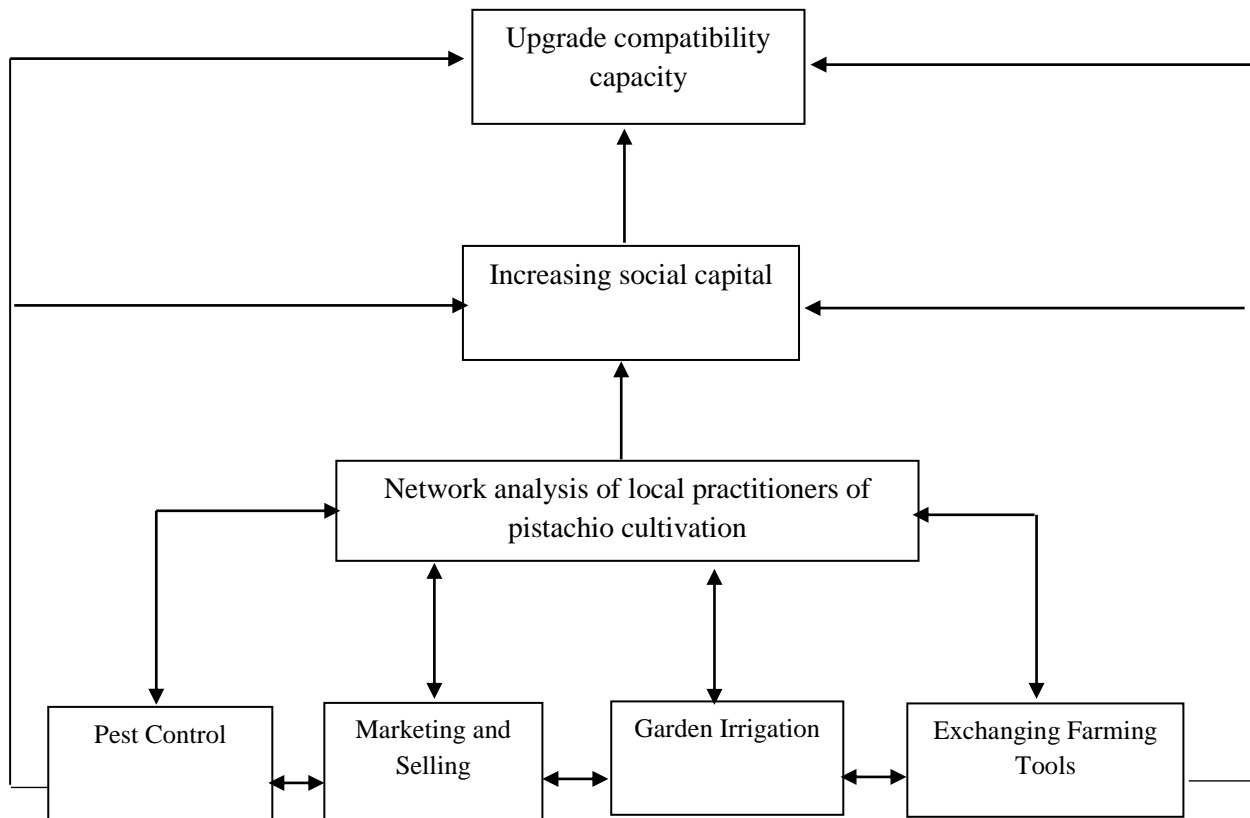 Upgrade compatibility
capacity
Increasing social capital
Network analysis of local practitioners of
pistachio cultivation
Pest Control
Marketing and
Selling
Garden Irrigation
Exchanging Farming
Tools